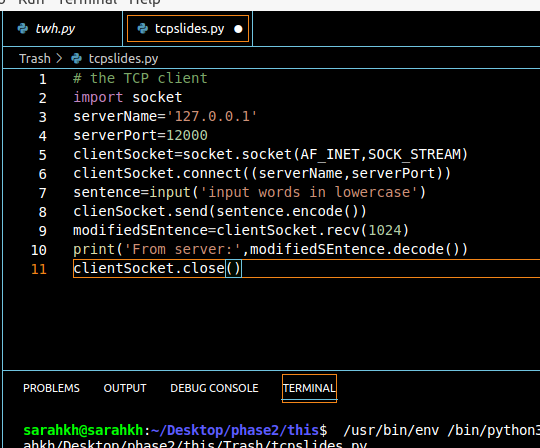 Run Terminal Help
twh.py tcpslides.py
Trash > tcpslides.py
1 # the TCP client
2 import socket
3 serverName='127.0.0.1'
4 serverPort=12000
5 clientSocket=socket.socket(AF_INET,SOCK_STREAM)
6 clientSocket.connect((serverName,serverPort))
7 sentence=input('input words in lowercase')
8 clienSocket.send(sentence.encode())
9 modifiedSEntence=clientSocket.recv(1024)
10 print('From server:',modifiedSEntence.decode())
11 clientSocket.close()
PROBLEMS OUTPUT DEBUG CONSOLE TERMINAL
sarahkh@sarahkh:~/Desktop/phase2/this$ /usr/bin/env /bin/python3
ahkh/Desktop/phase2/this/Trash/tcpslides.py